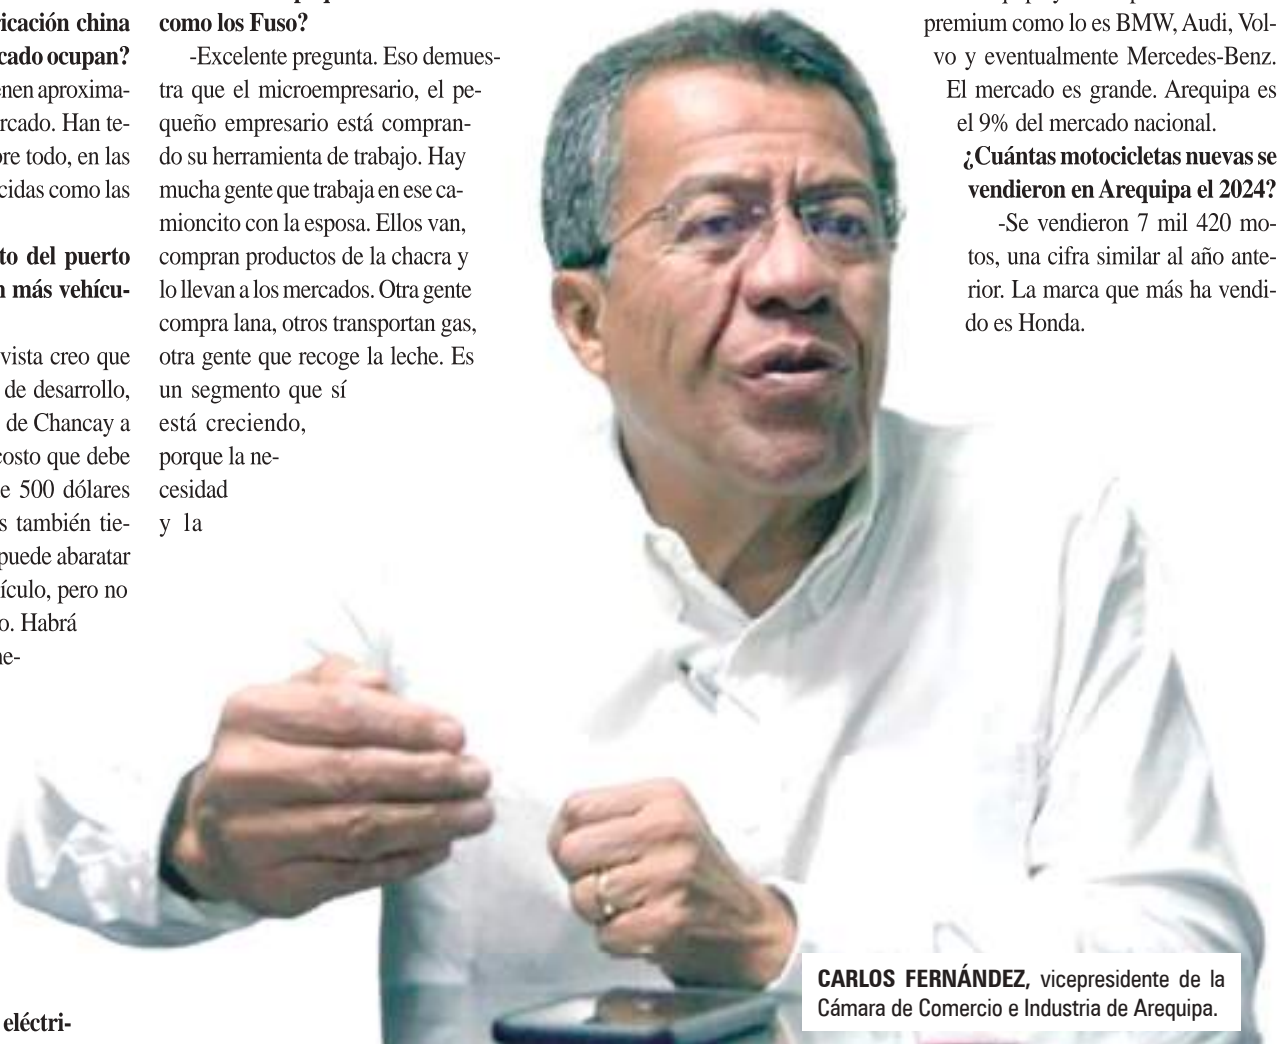 ricación china
cado ocupan?
enen aproxima-
rcado. Han te-
bre todo, en las
cidas como las
to del puerto
n más vehícu-
vista creo que
de desarrollo,
de Chancay a
costo que debe
e 500 dólares
s también tie-
puede abaratar
ículo, pero no
o. Habrá
ne-
eléctri-
como los Fuso?
-Excelente pregunta. Eso demues-
tra que el microempresario, el pe-
queño empresario está compran-
do su herramienta de trabajo. Hay
mucha gente que trabaja en ese ca-
mioncito con la esposa. Ellos van,
compran productos de la chacra y
lo llevan a los mercados. Otra gente
compra lana, otros transportan gas,
otra gente que recoge la leche. Es
un segmento que sí
está creciendo,
porque la ne-
cesidad
y la
premium como lo es BMW, Audi, Vol-
vo y eventualmente Mercedes-Benz.
El mercado es grande. Arequipa es
el 9% del mercado nacional.
¿Cuántas motocicletas nuevas se
vendieron en Arequipa el 2024?
-Se vendieron 7 mil 420 mo-
tos, una cifra similar al año ante-
rior. La marca que más ha vendi-
do es Honda.
CARLOS FERNÁNDEZ, vicepresidente de la
Cámara de Comercio e Industria de Arequipa.